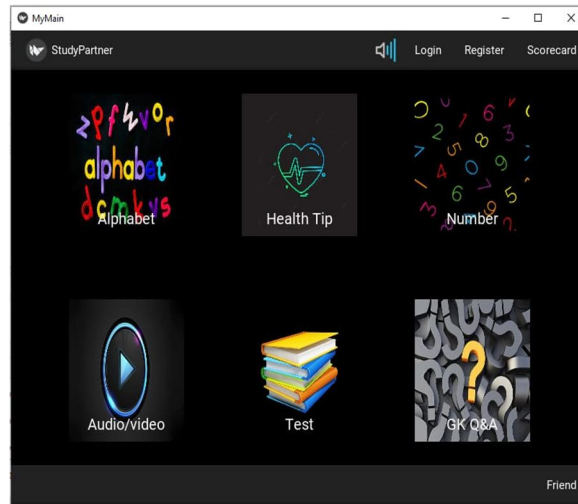 MyMain
StudyPartner Login Register Scorecard
z p f w v o r
alphabet
d c m k y s
Alphabet
Health Tip
Number
Audio/video
Test
GK Q&A
Friend